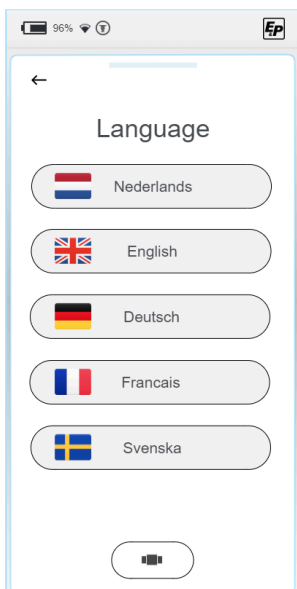 96% T EP
Language
Nederlands
English
Deutsch
Francais
Svenska